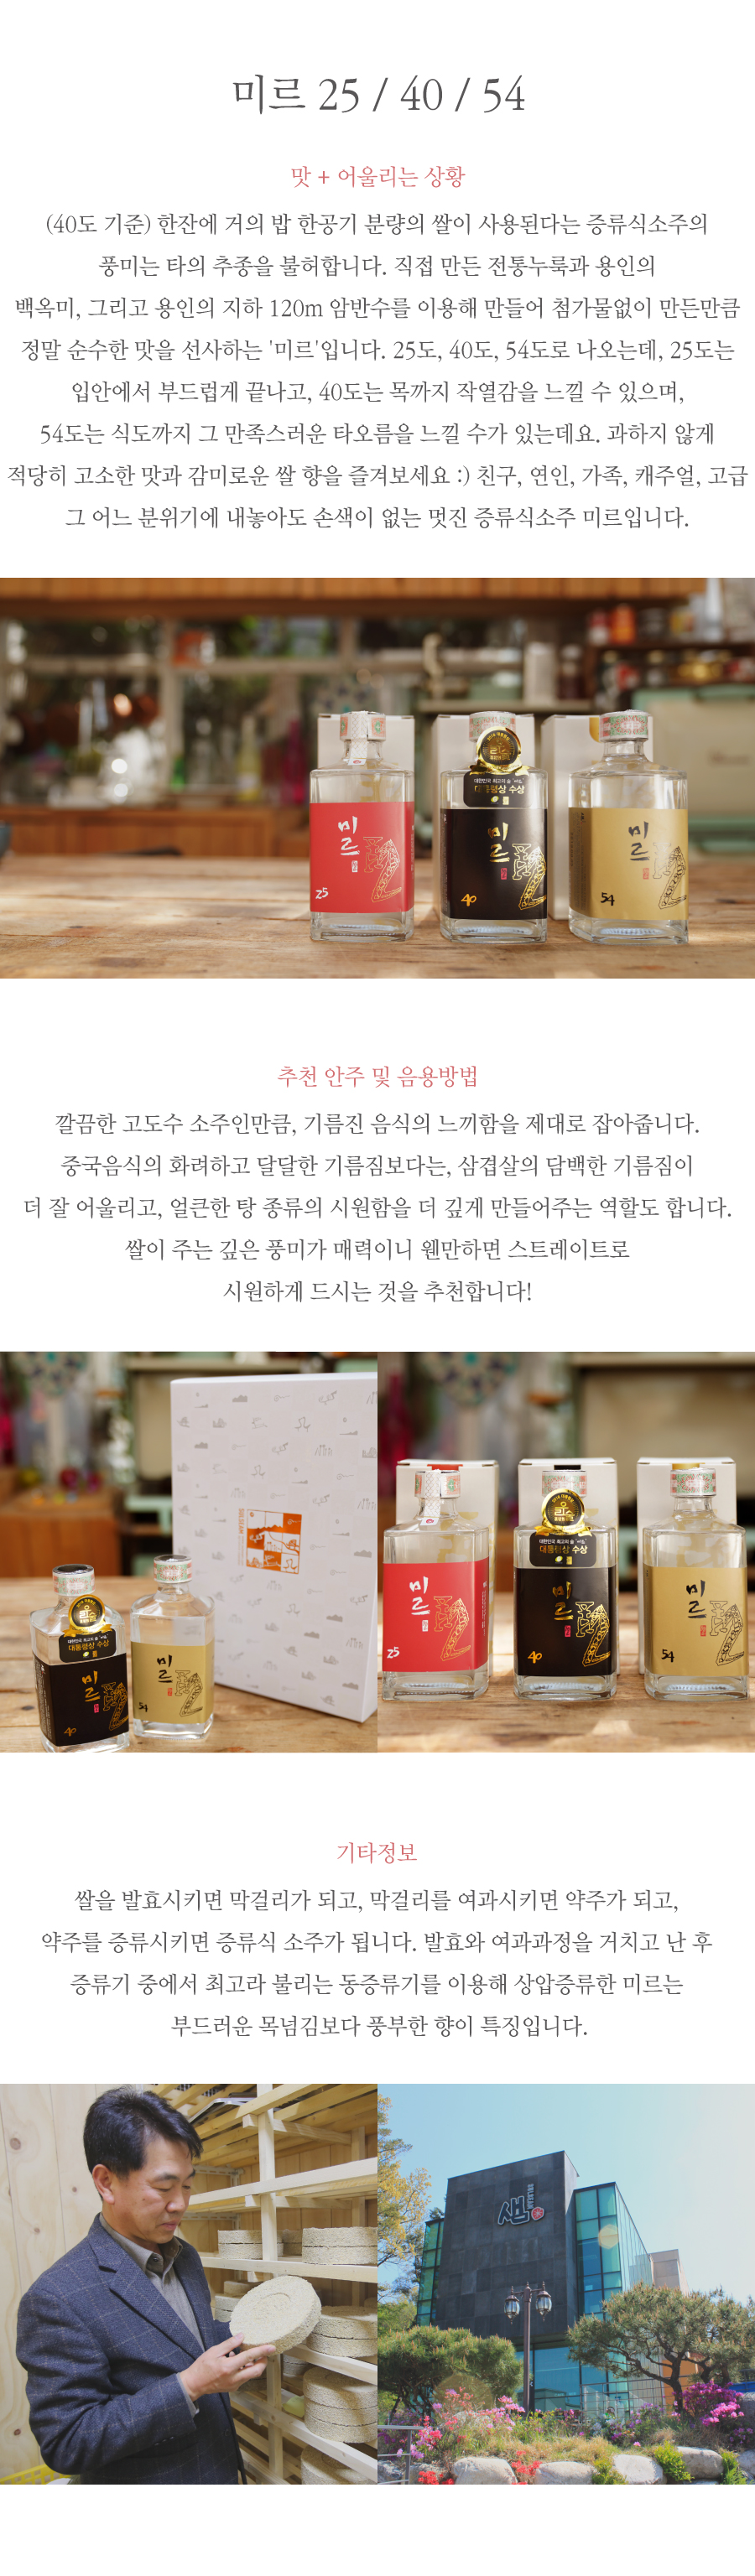 미르 25 / 40 / 54
맛 + 어울리는 상황
(40도 기준) 한잔에 거의 밥 한공기 분량의 쌀이 사용된다는 증류식소주의
풍미는 타의 추종을 불허합니다. 직접 만든 전통누룩과 용인의
백옥미, 그리고 용인의 지하 120m 암반수를 이용해 만들어 첨가물없이 만든만큼
정말 순수한 맛을 선사하는 '미르'입니다. 25도, 40도, 54도로 나오는데, 25도는
입안에서 부드럽게 끝나고, 40도는 목까지 작열감을 느낄 수 있으며,
54도는 식도까지 그 만족스러운 타오름을 느낄 수가 있는데요. 과하지 않게
적당히 고소한 맛과 감미로운 쌀 향을 즐겨보세요 :) 친구, 연인, 가족, 캐주얼, 고급
그 어느 분위기에 내놓아도 손색이 없는 멋진 증류식소주 미르입니다.
미르
25
대통령상 수상
미르
40
미르
54
추천 안주 및 음용방법
깔끔한 고도수 소주인만큼, 기름진 음식의 느끼함을 제대로 잡아줍니다.
중국음식의 화려하고 달달한 기름짐보다는, 삼겹살의 담백한 기름짐이
더 잘 어울리고, 얼큰한 탕 종류의 시원함을 더 깊게 만들어주는 역할도 합니다.
쌀이 주는 깊은 풍미가 매력이니 웬만하면 스트레이트로
시원하게 드시는 것을 추천합니다!
대통령상 수상
미르
40
미르
54
미르
25
대통령상 수상
미르
40
미르
54
기타정보
쌀을 발효시키면 막걸리가 되고, 막걸리를 여과시키면 약주가 되고,
약주를 증류시키면 증류식 소주가 됩니다. 발효와 여과과정을 거치고 난 후
증류기 중에서 최고라 불리는 동증류기를 이용해 상압증류한 미르는
부드러운 목넘김보다 풍부한 향이 특징입니다.
샘